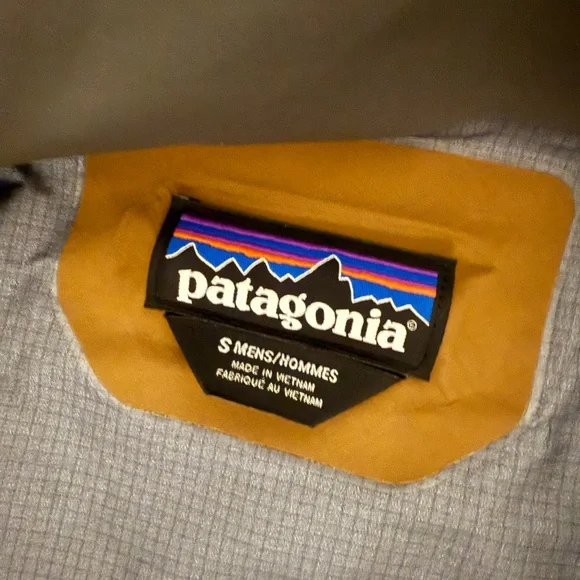 patagonia®
S MENS/HOMMES
MADE IN VIETNAM
FABRIQUÉ AU VIETNAM